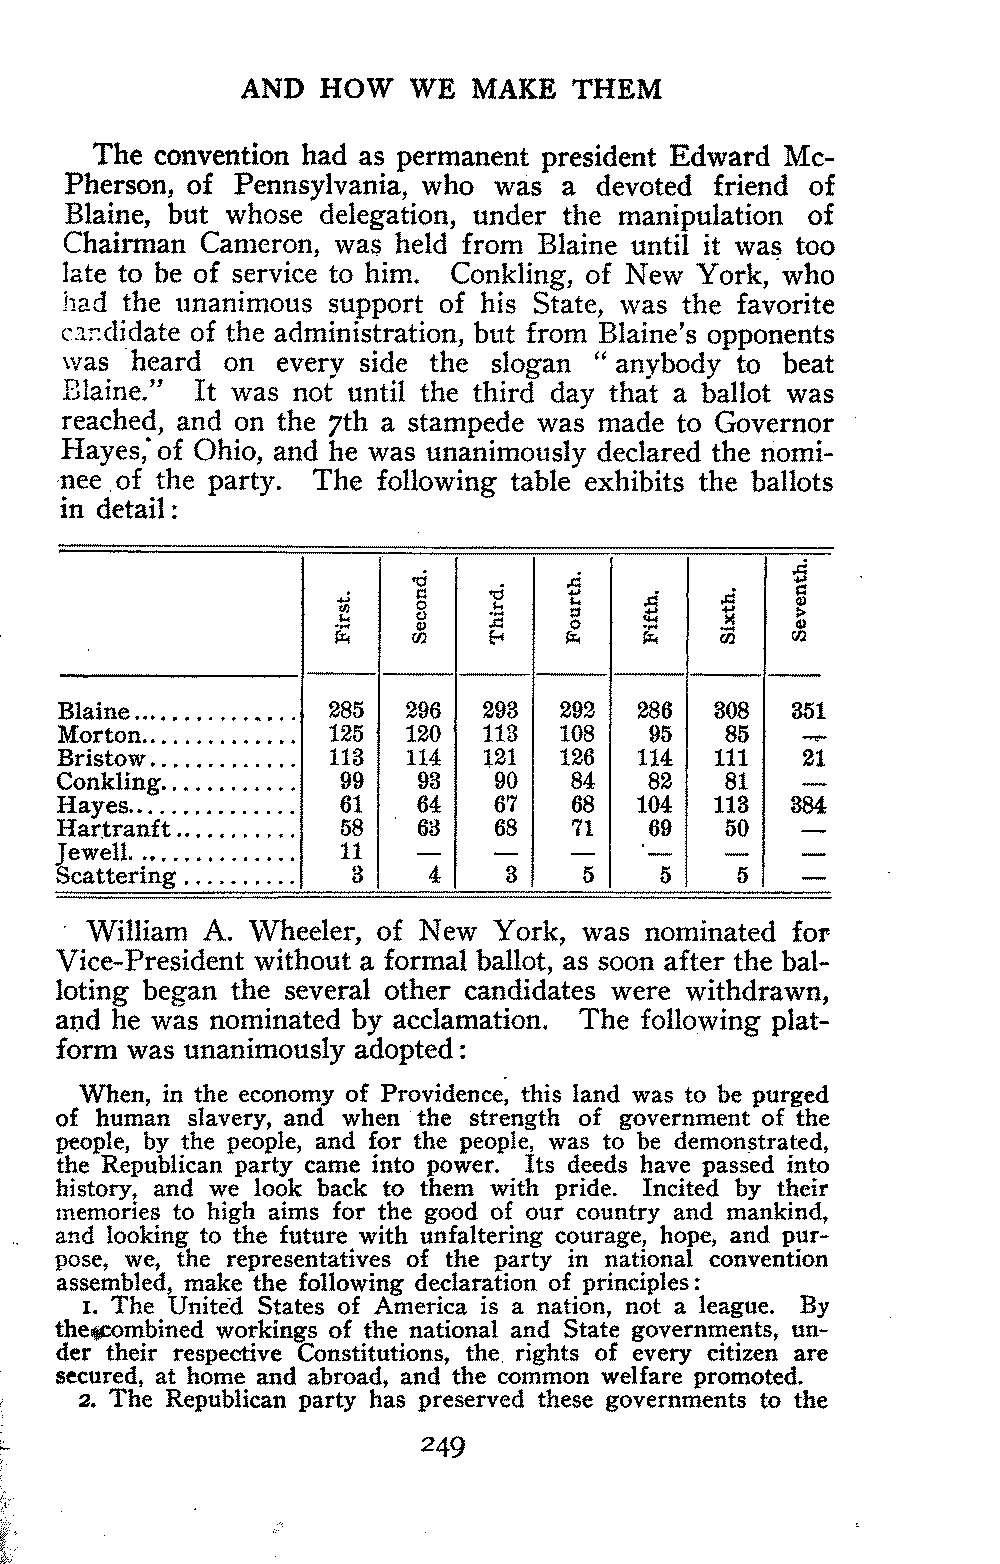 AND HOW WE MAKE THEM
The convention had as permanent president Edward Mc-
Pherson, of Pennsylvania, who was a devoted friend of
Blaine, but whose delegation, under the manipulation of
Chairman Cameron, was held from Blaine until it was too
late to be of service to him. Conkling, of New York, who
had the unanimous support of his State, was the favorite
candidate of the administration, but from Blaine's opponents
was heard on every side the slogan "anybody to beat
Blaine." It was not until the third day that a ballot was
reached, and on the 7th a stampede was made to Governor
Hayes, of Ohio, and he was unanimously declared the nomi-
nee of the party. The following table exhibits the ballots
in detail:
First. Second. Third. Fourth. Fifth. Sixth. Seventh.
Blaine.............. 285 296 293 292 286 308 351
Morton............. 125 120 113 108 95 85 —
Bristow............. 113 114 121 126 114 111 21
Conkling............ 99 93 90 84 82 81 —
Hayes............... 61 64 67 68 104 113 384
Hartranft........... 58 63 68 71 69 50 —
Jewell............... 11 — — — — — —
Scattering.......... 3 4 3 5 5 5 —
William A. Wheeler, of New York, was nominated for
Vice-President without a formal ballot, as soon after the bal-
loting began the several other candidates were withdrawn,
and he was nominated by acclamation. The following plat-
form was unanimously adopted:
When, in the economy of Providence, this land was to be purged
of human slavery, and when the strength of government of the
people, by the people, and for the people, was to be demonstrated,
the Republican party came into power. Its deeds have passed into
history, and we look back to them with pride. Incited by their
memories to high aims for the good of our country and mankind,
and looking to the future with unfaltering courage, hope, and pur-
pose, we, the representatives of the party in national convention
assembled, make the following declaration of principles:
1. The United States of America is a nation, not a league. By
the combined workings of the national and State governments, un-
der their respective Constitutions, the rights of every citizen are
secured, at home and abroad, and the common welfare promoted.
2. The Republican party has preserved these governments to the
249